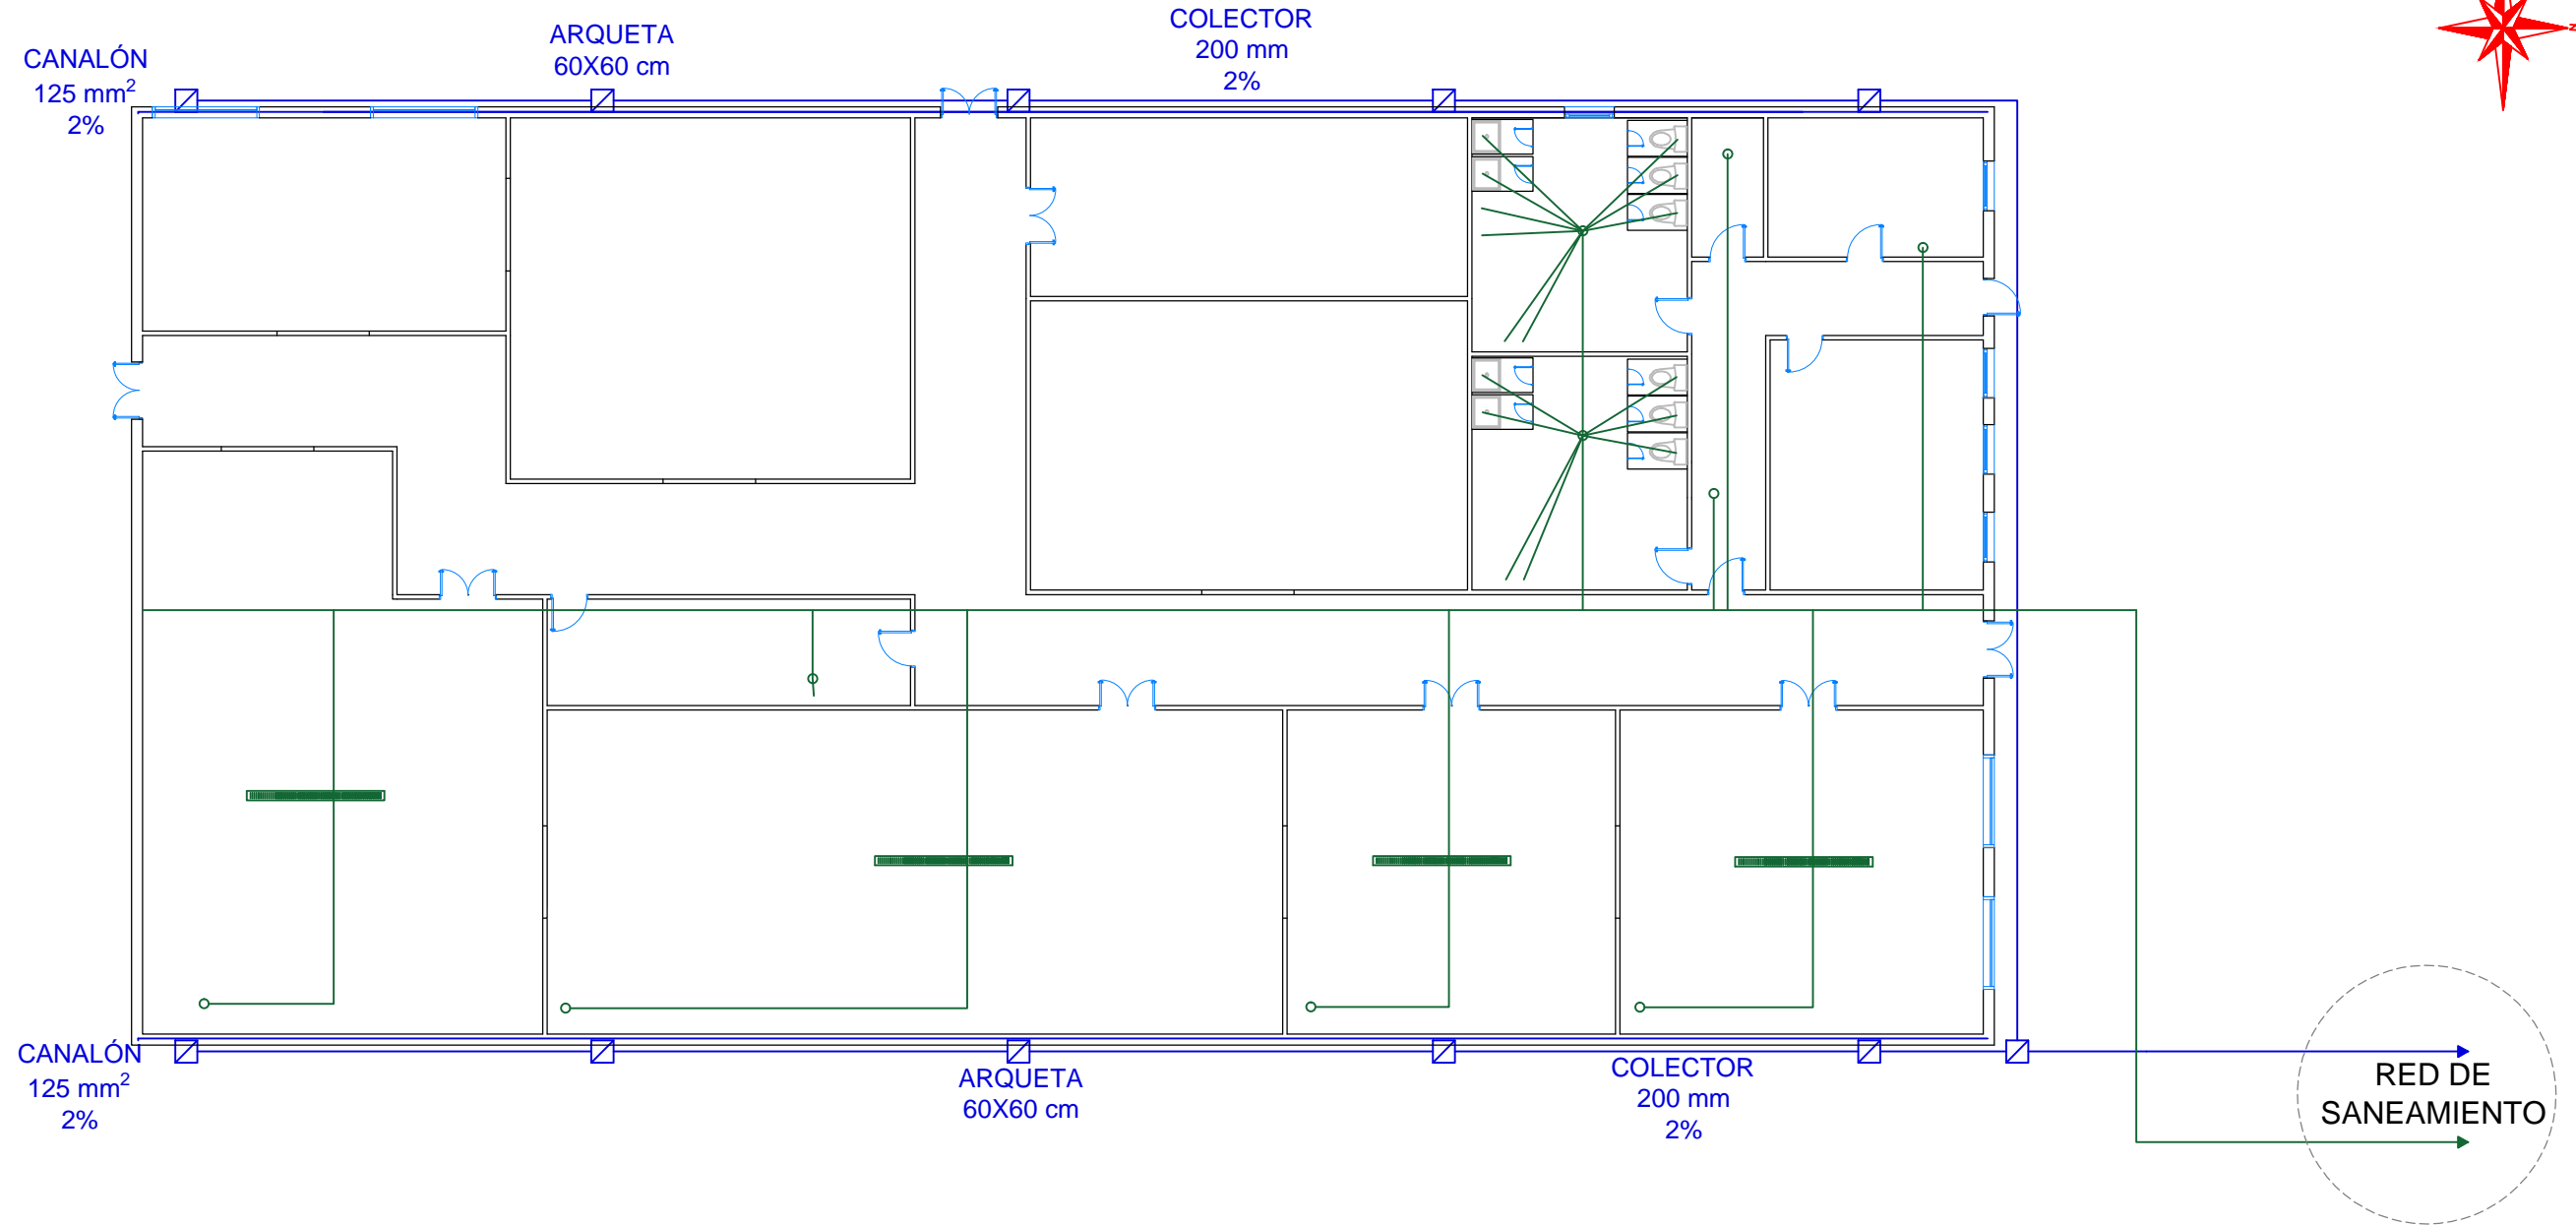 COLECTOR
200 mm
2%
ARQUETA
60X60 cm
CANALÓN
125 mm²
2%
N
CANALÓN
125 mm²
2%
ARQUETA
60X60 cm
COLECTOR
200 mm
2%
RED DE
SANEAMIENTO